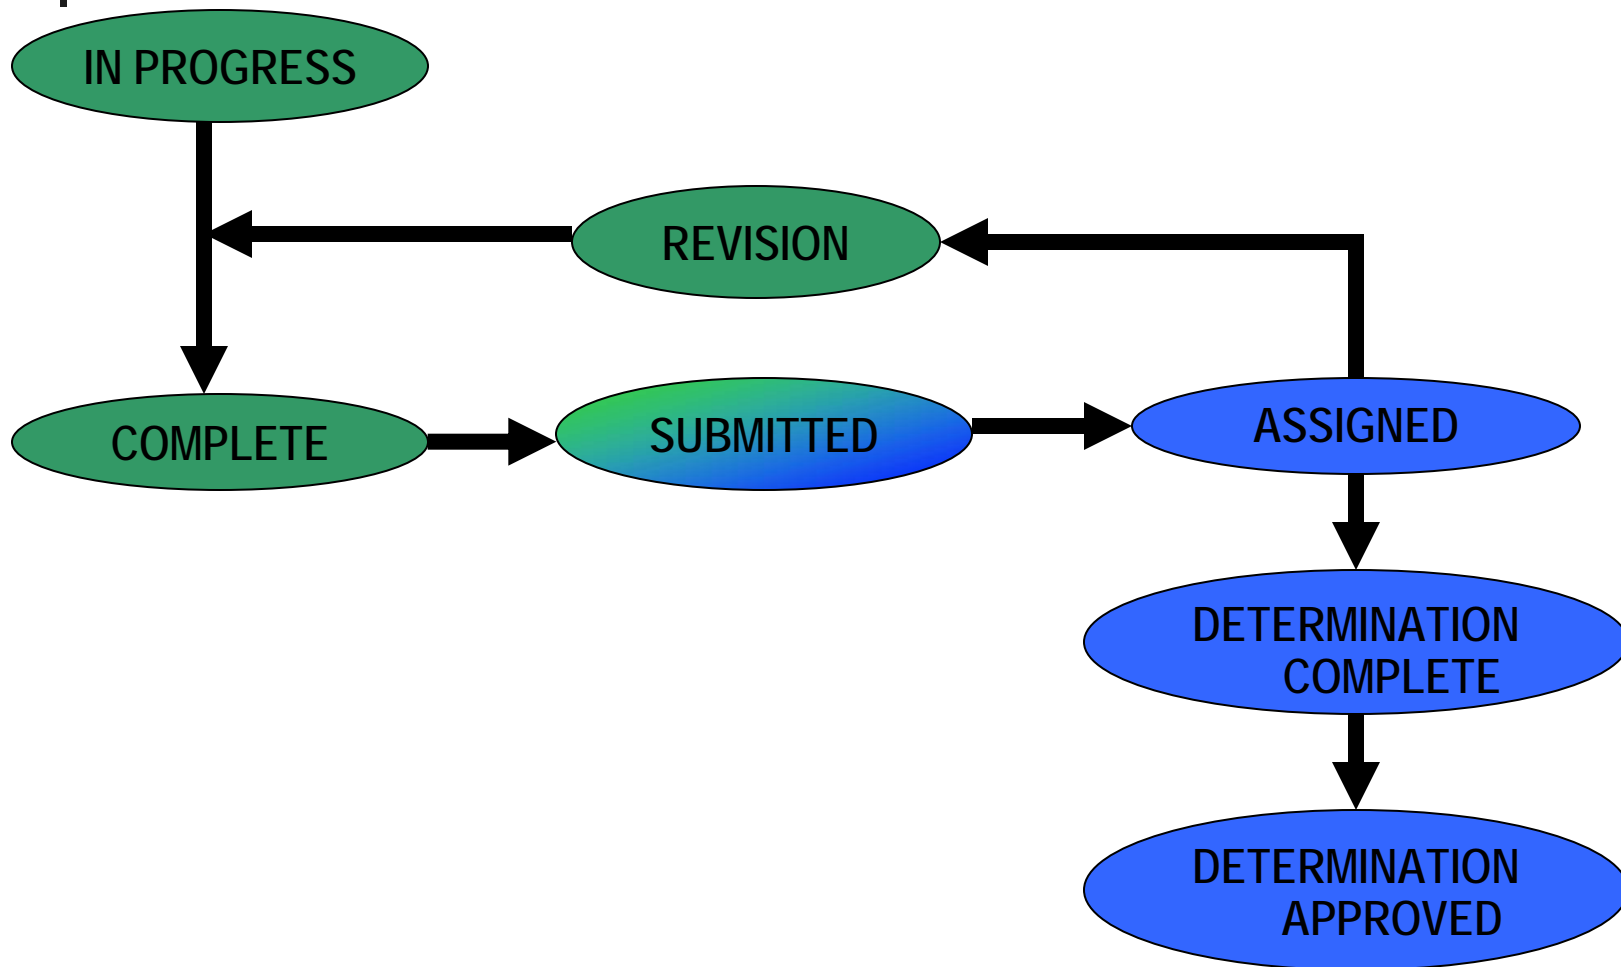 IN PROGRESS
REVISION
COMPLETE
SUBMITTED
ASSIGNED
DETERMINATION
COMPLETE
DETERMINATION
APPROVED